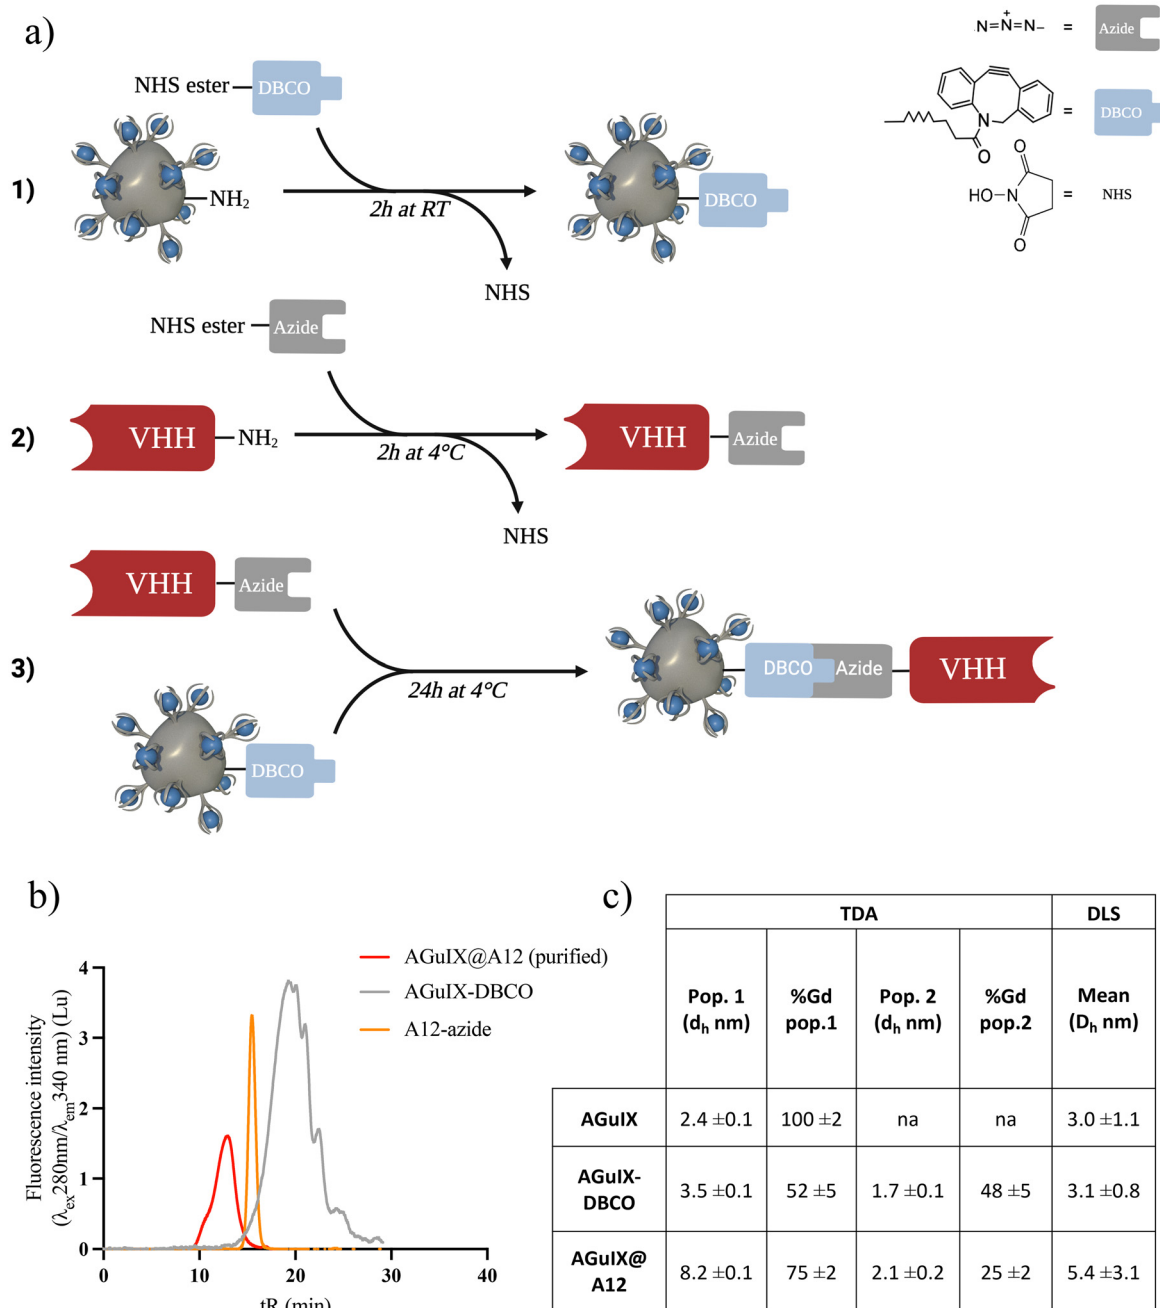 a)
N=N=N–
+
= Azide
NHS ester
DBCO
= DBCO
N
O
1)
NH2
2h at RT
DBCO
O
HO
N
O
= NHS
NHS
NHS ester
Azide
2)
VHH
NH2
2h at 4°C
VHH
Azide
NHS
VHH
Azide
3)
24h at 4°C
DBCO
Azide
VHH
DBCO
b)
Fluorescence intensity
(λex280nm/λem340 nm) (Lu)
4
3
2
1
0
0 10 20 30 40
tR (min)
AGuIX@A12 (purified)
AGuIX-DBCO
A12-azide
c)
TDA DLS
Pop. 1 (dh nm) %Gd pop.1 Pop. 2 (dh nm) %Gd pop.2 Mean (Dh nm)
AGuIX 2.4 ±0.1 100 ±2 na na 3.0 ±1.1
AGuIX-DBCO 3.5 ±0.1 52 ±5 1.7 ±0.1 48 ±5 3.1 ±0.8
AGuIX@A12 8.2 ±0.1 75 ±2 2.1 ±0.2 25 ±2 5.4 ±3.1